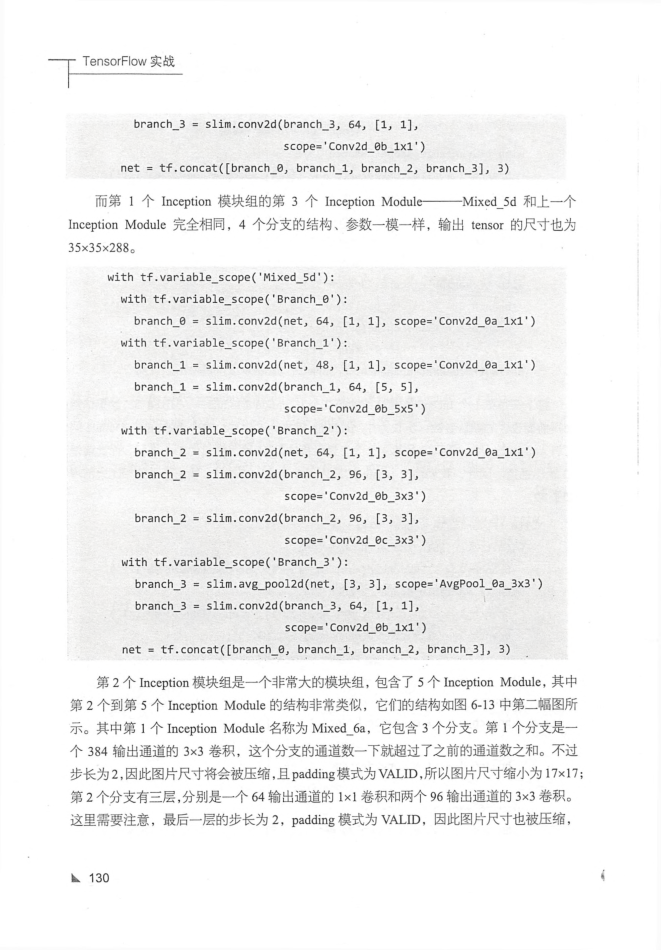 TensorFlow 实战
branch_3 = slim.conv2d(branch_3, 64, [1, 1],
scope='Conv2d_0b_1x1')
net = tf.concat([branch_0, branch_1, branch_2, branch_3], 3)
而第 1 个 Inception 模块组的第 3 个 Inception Module———Mixed_5d 和上一个
Inception Module 完全相同，4 个分支的结构、参数一模一样，输出 tensor 的尺寸也为
35×35×288。
with tf.variable_scope('Mixed_5d'):
with tf.variable_scope('Branch_0'):
branch_0 = slim.conv2d(net, 64, [1, 1], scope='Conv2d_0a_1x1')
with tf.variable_scope('Branch_1'):
branch_1 = slim.conv2d(net, 48, [1, 1], scope='Conv2d_0a_1x1')
branch_1 = slim.conv2d(branch_1, 64, [5, 5],
scope='Conv2d_0b_5x5')
with tf.variable_scope('Branch_2'):
branch_2 = slim.conv2d(net, 64, [1, 1], scope='Conv2d_0a_1x1')
branch_2 = slim.conv2d(branch_2, 96, [3, 3],
scope='Conv2d_0b_3x3')
branch_2 = slim.conv2d(branch_2, 96, [3, 3],
scope='Conv2d_0c_3x3')
with tf.variable_scope('Branch_3'):
branch_3 = slim.avg_pool2d(net, [3, 3], scope='AvgPool_0a_3x3')
branch_3 = slim.conv2d(branch_3, 64, [1, 1],
scope='Conv2d_0b_1x1')
net = tf.concat([branch_0, branch_1, branch_2, branch_3], 3)
第 2 个 Inception 模块组是一个非常大的模块组，包含了 5 个 Inception Module，其中
第 2 个到第 5 个 Inception Module 的结构非常类似，它们的结构如图 6-13 中第二幅图所
示。其中第 1 个 Inception Module 名称为 Mixed_6a，它包含 3 个分支。第 1 个分支是一
个 384 输出通道的 3×3 卷积，这个分支的通道数一下就超过了之前的通道数之和。不过
步长为 2，因此图片尺寸将会被压缩，且 padding 模式为 VALID，所以图片尺寸缩小为 17×17；
第 2 个分支有三层，分别是一个 64 输出通道的 1×1 卷积和两个 96 输出通道的 3×3 卷积。
这里需要注意，最后一层的步长为 2，padding 模式为 VALID，因此图片尺寸也被压缩，
130